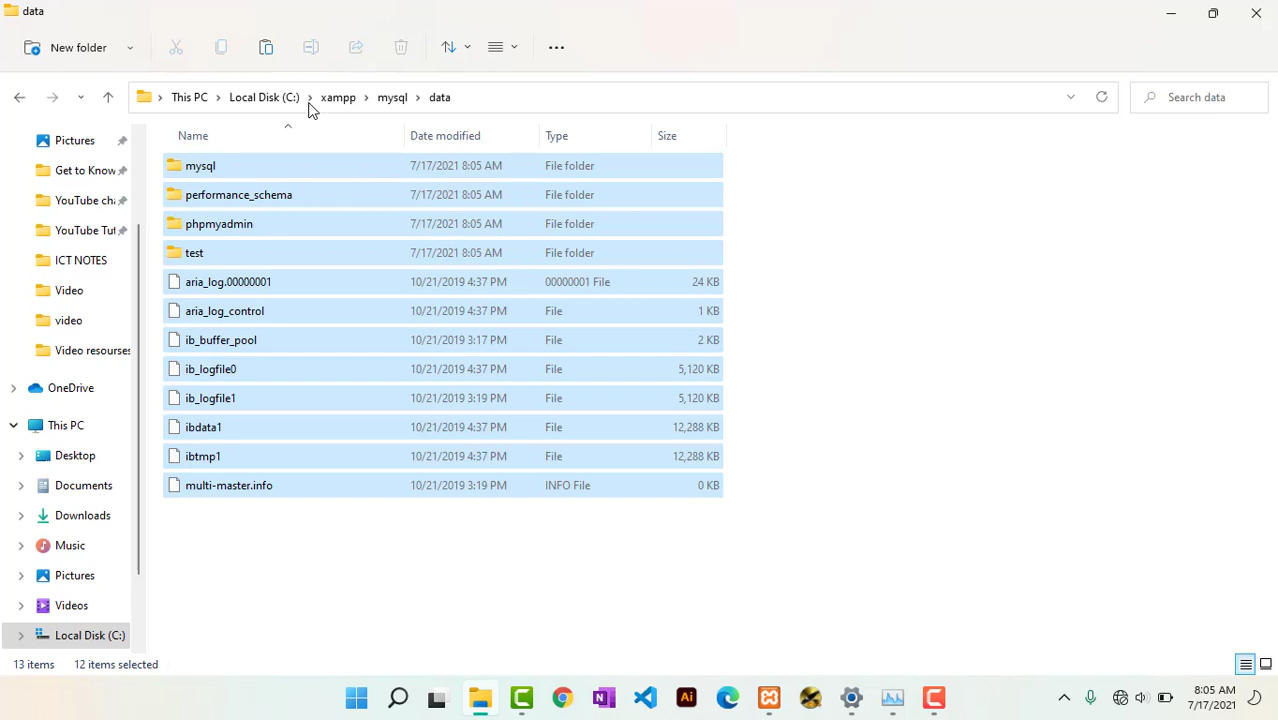 data
New folder
This PC > Local Disk (C:) > xampp > mysql > data
Search data
Name Date modified Type Size
Pictures
Get to Know
YouTube cha
YouTube Tut
ICT NOTES
Video
video
Video resourses
OneDrive
This PC
Desktop
Documents
Downloads
Music
Pictures
Videos
Local Disk (C:)
mysql 7/17/2021 8:05 AM File folder
performance_schema 7/17/2021 8:05 AM File folder
phpmyadmin 7/17/2021 8:05 AM File folder
test 7/17/2021 8:05 AM File folder
aria_log.00000001 10/21/2019 4:37 PM 00000001 File 24 KB
aria_log_control 10/21/2019 4:37 PM File 1 KB
ib_buffer_pool 10/21/2019 3:17 PM File 2 KB
ib_logfile0 10/21/2019 4:37 PM File 5,120 KB
ib_logfile1 10/21/2019 3:19 PM File 5,120 KB
ibdata1 10/21/2019 4:37 PM File 12,288 KB
ibtmp1 10/21/2019 4:37 PM File 12,288 KB
multi-master.info 10/21/2019 3:19 PM INFO File 0 KB
13 items 12 items selected
Ai
8:05 AM
7/17/2021